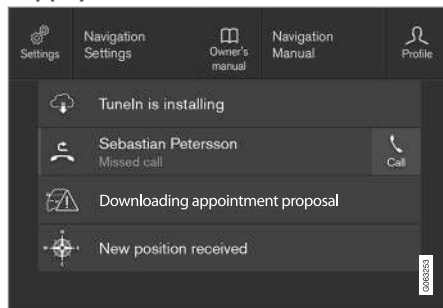 Settings
Navigation
Settings
Owner's
manual
Navigation
Manual
Profile
TuneIn is installing
Sebastian Petersson
Missed call
Call
Downloading appointment proposal
New position received
G063253